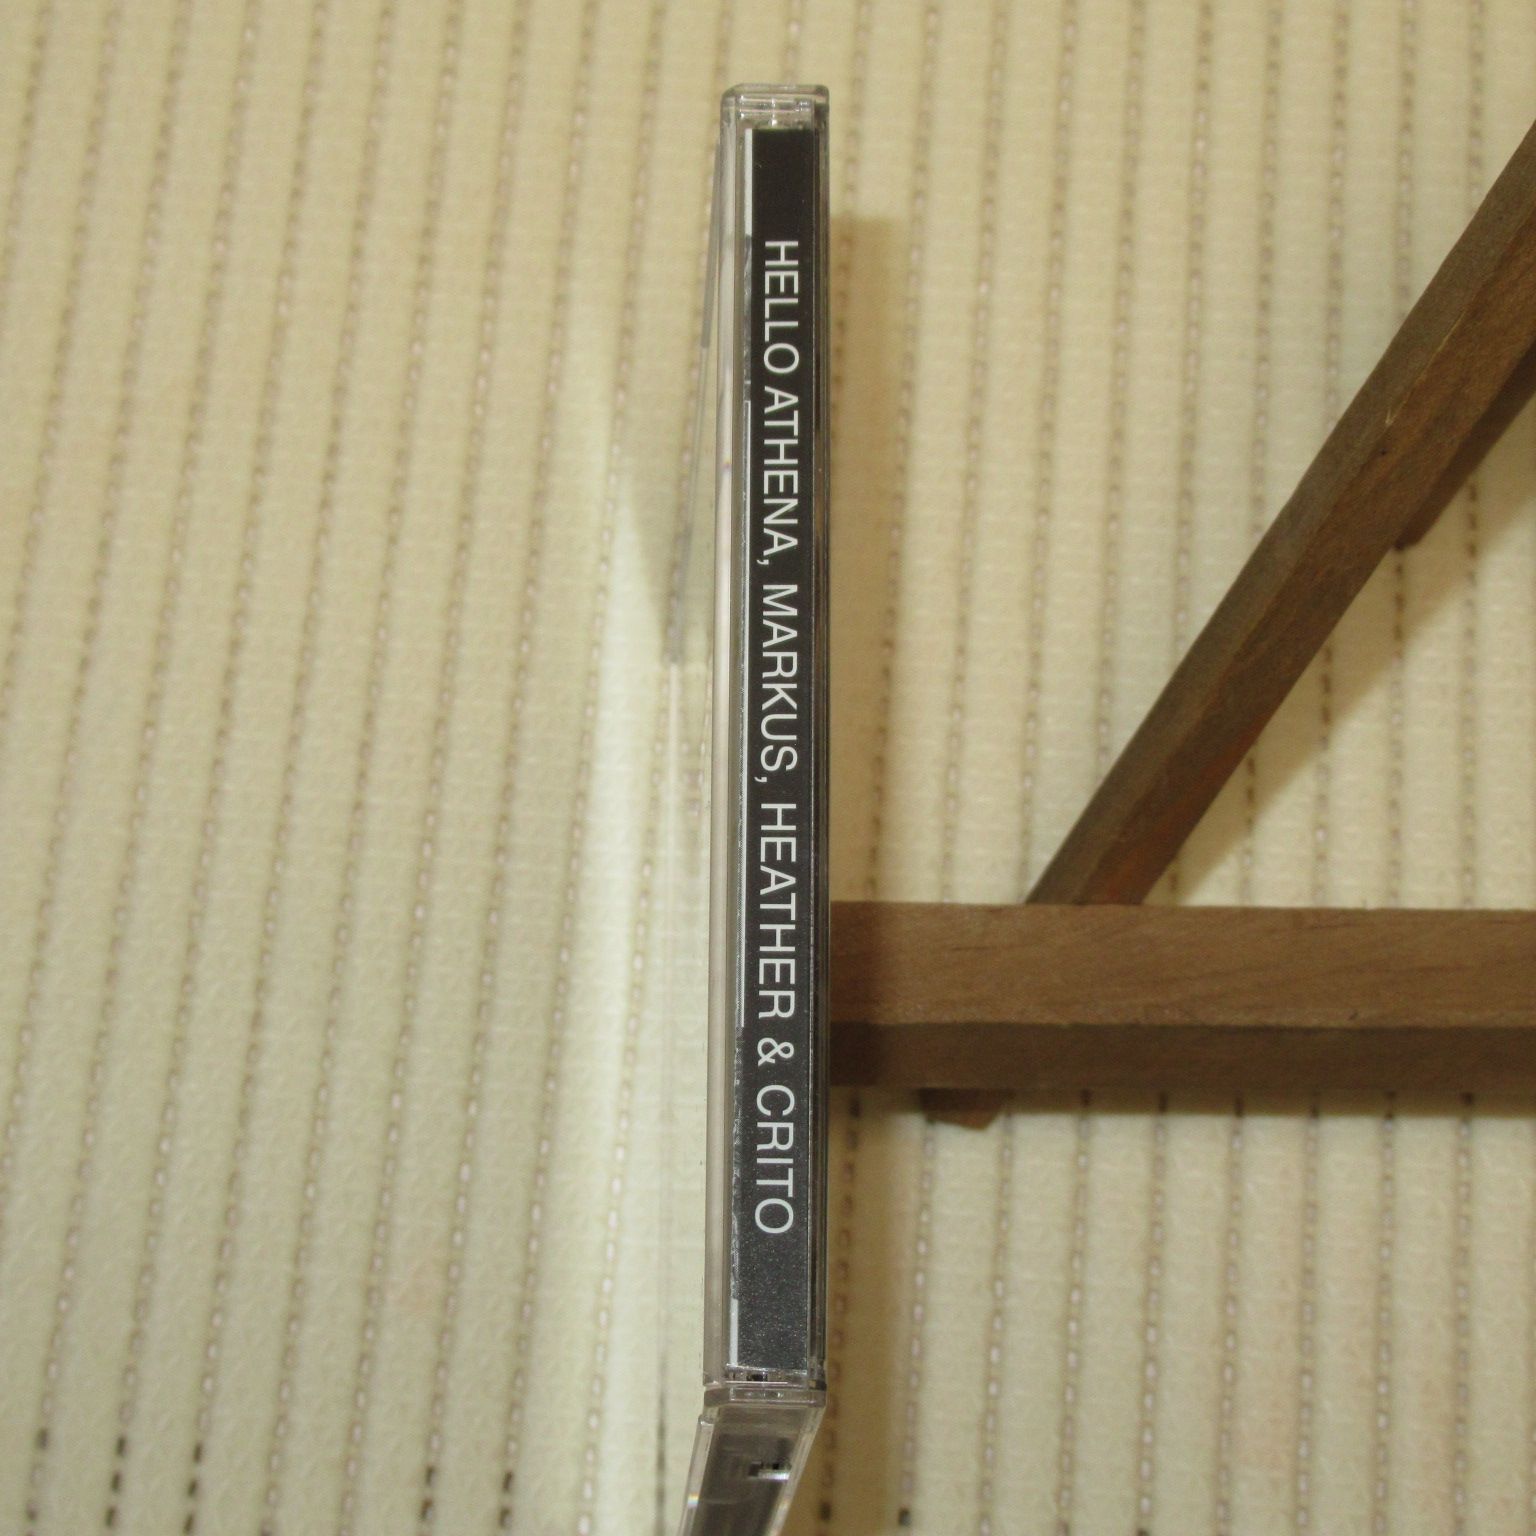 HELLO ATHENA, MARKUS, HEATHER & CRITO